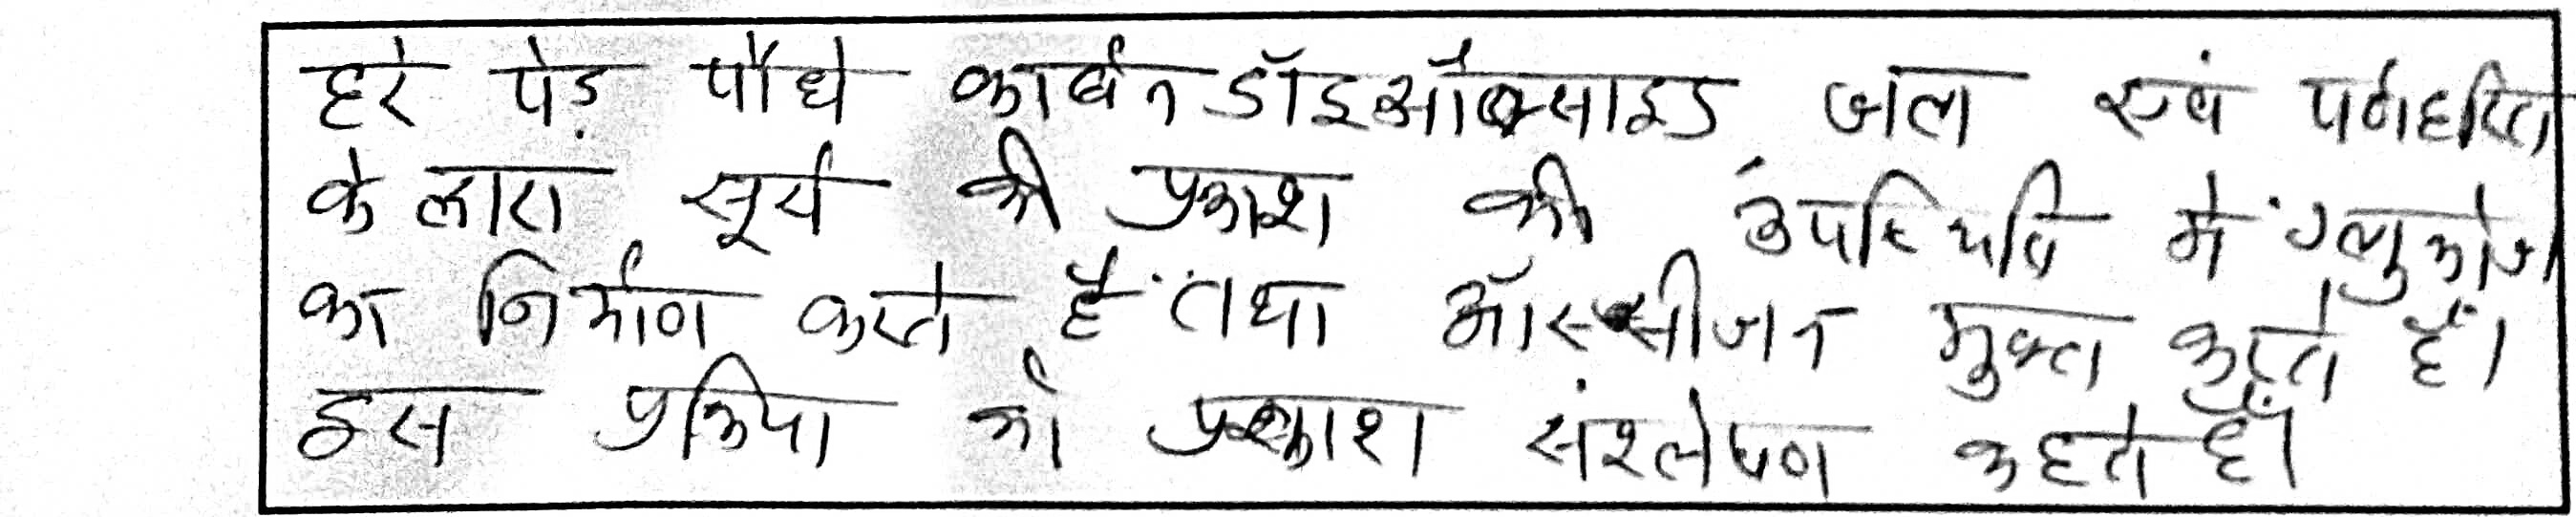 हरे पेड़ पौधे कार्बन डॉइऑक्साइड जल एवं पर्णहरित
के द्वारा सूर्य की प्रकाश की उपस्थिति में ग्लुकोज
का निर्माण करते हैं तथा ऑक्सीजन मुक्त करते हैं।
इस प्रक्रिया को प्रकाश संश्लेषण कहते हैं।